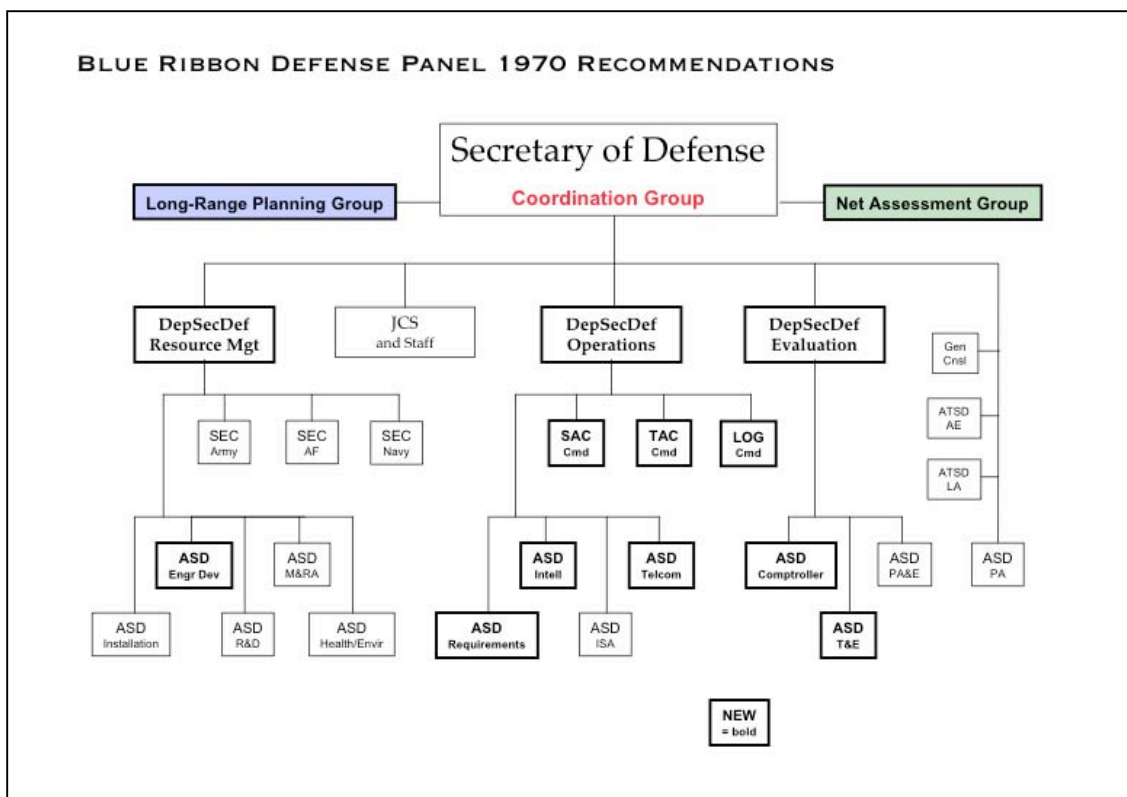 BLUE RIBBON DEFENSE PANEL 1970 RECOMMENDATIONS
Secretary of Defense
Coordination Group
Long-Range Planning Group
Net Assessment Group
DepSecDef
Resource Mgt
JCS
and Staff
DepSecDef
Operations
DepSecDef
Evaluation
Gen
Cnsl
ATSD
AE
ATSD
LA
SEC
Army
SEC
AF
SEC
Navy
SAC
Cmd
TAC
Cmd
LOG
Cmd
ASD
Engr Dev
ASD
M&RA
ASD
Intell
ASD
Telcom
ASD
Comptroller
ASD
PA&E
ASD
PA
ASD
Installation
ASD
R&D
ASD
Health/Envir
ASD
Requirements
ASD
ISA
ASD
T&E
NEW
= bold